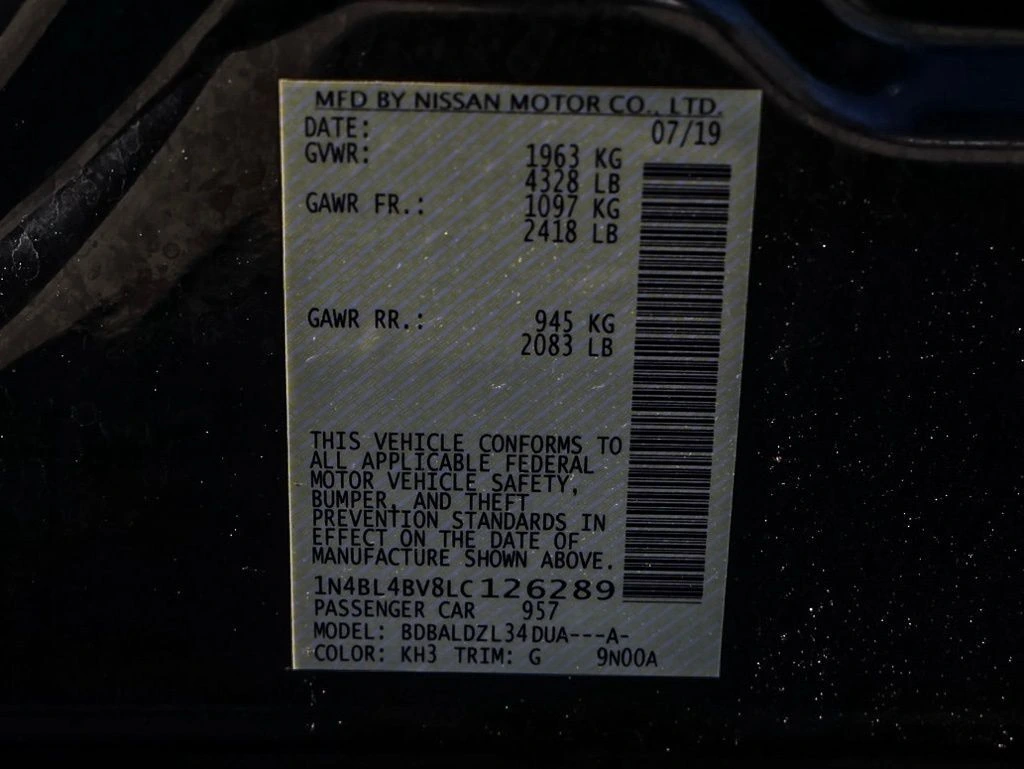 MFD BY NISSAN MOTOR CO., LTD.
DATE: 07/19
GVWR: 1963 KG
4328 LB
GAWR FR.: 1097 KG
2418 LB
GAWR RR.: 945 KG
2083 LB
THIS VEHICLE CONFORMS TO
ALL APPLICABLE FEDERAL
MOTOR VEHICLE SAFETY,
BUMPER, AND THEFT
PREVENTION STANDARDS IN
EFFECT ON THE DATE OF
MANUFACTURE SHOWN ABOVE.
1N4BL4BV8LC126289
PASSENGER CAR 957
MODEL: BDBALDZL34DUA---A-
COLOR: KH3 TRIM: G 9N00A